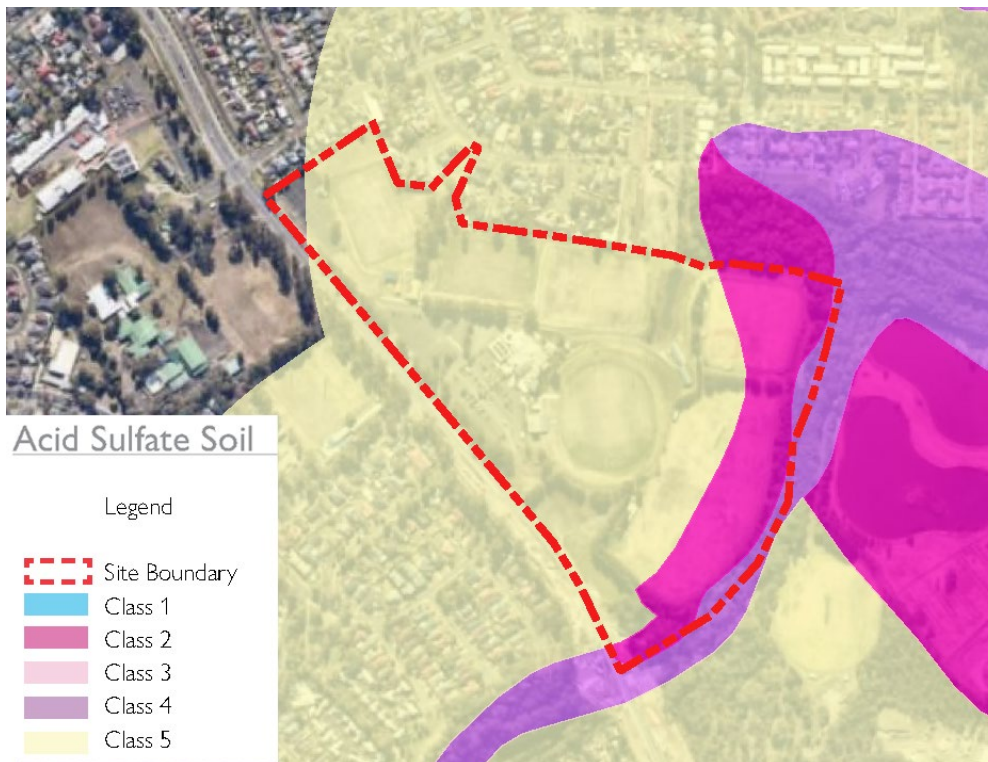 Acid Sulfate Soil
Legend
Site Boundary
Class 1
Class 2
Class 3
Class 4
Class 5